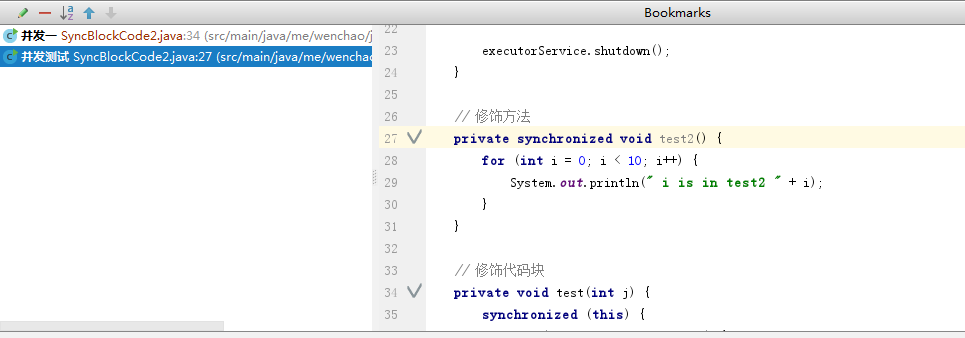 Bookmarks
并发一 SyncBlockCode2.java:34 (src/main/java/me/wenchao/j
并发测试 SyncBlockCode2.java:27 (src/main/java/me/wenchao/
22
23 executorService.shutdown();
24 }
25
26 // 修饰方法
27 private synchronized void test2() {
28 for (int i = 0; i < 10; i++) {
29 System.out.println(" i is in test2 " + i);
30 }
31 }
32
33 // 修饰代码块
34 private void test(int j) {
35 synchronized (this) {